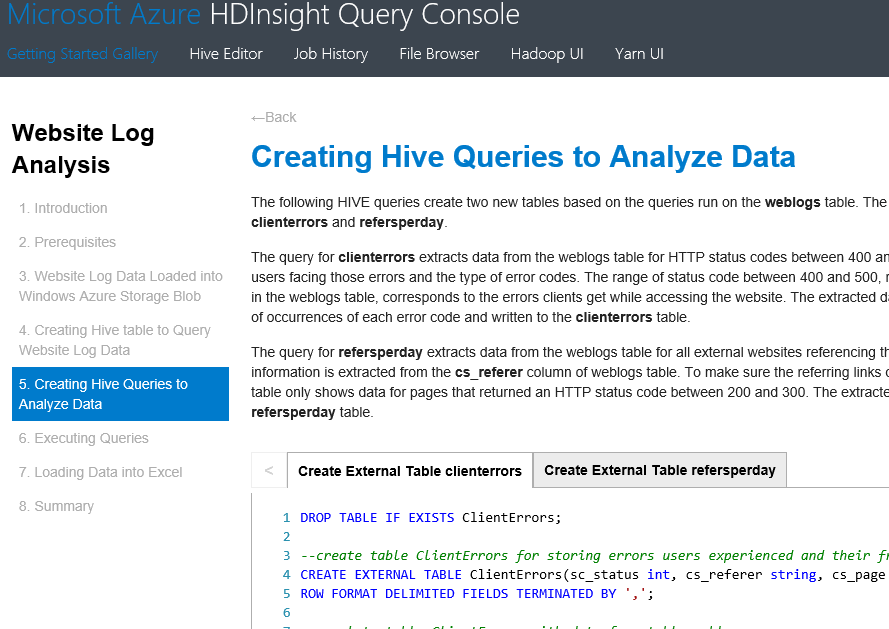 Microsoft Azure HDInsight Query Console
Getting Started Gallery Hive Editor Job History File Browser Hadoop UI Yarn UI
Website Log
Analysis
1. Introduction
2. Prerequisites
3. Website Log Data Loaded into
Windows Azure Storage Blob
4. Creating Hive table to Query
Website Log Data
5. Creating Hive Queries to
Analyze Data
6. Executing Queries
7. Loading Data into Excel
8. Summary
←Back
Creating Hive Queries to Analyze Data
The following HIVE queries create two new tables based on the queries run on the weblogs table. The
clienterrors and refersperday.
The query for clienterrors extracts data from the weblogs table for HTTP status codes between 400 an
users facing those errors and the type of error codes. The range of status code between 400 and 500, r
in the weblogs table, corresponds to the errors clients get while accessing the website. The extracted da
of occurrences of each error code and written to the clienterrors table.
The query for refersperday extracts data from the weblogs table for all external websites referencing th
information is extracted from the cs_referer column of weblogs table. To make sure the referring links
table only shows data for pages that returned an HTTP status code between 200 and 300. The extracte
refersperday table.
< Create External Table clienterrors Create External Table refersperday
1 DROP TABLE IF EXISTS ClientErrors;
2
3 --create table ClientErrors for storing errors users experienced and their fr
4 CREATE EXTERNAL TABLE ClientErrors(sc_status int, cs_referer string, cs_page
5 ROW FORMAT DELIMITED FIELDS TERMINATED BY ',';
6